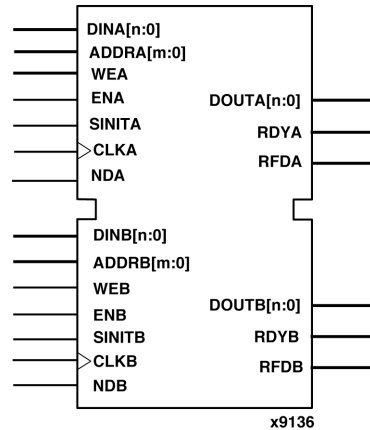 DINA[n:0]
ADDRA[m:0]
WEA
ENA
DOUTA[n:0]
SINITA
RDYA
CLKA
RFDA
NDA
DINB[n:0]
ADDRB[m:0]
WEB
DOUTB[n:0]
ENB
SINITB
RDYB
CLKB
RFDB
NDB
x9136